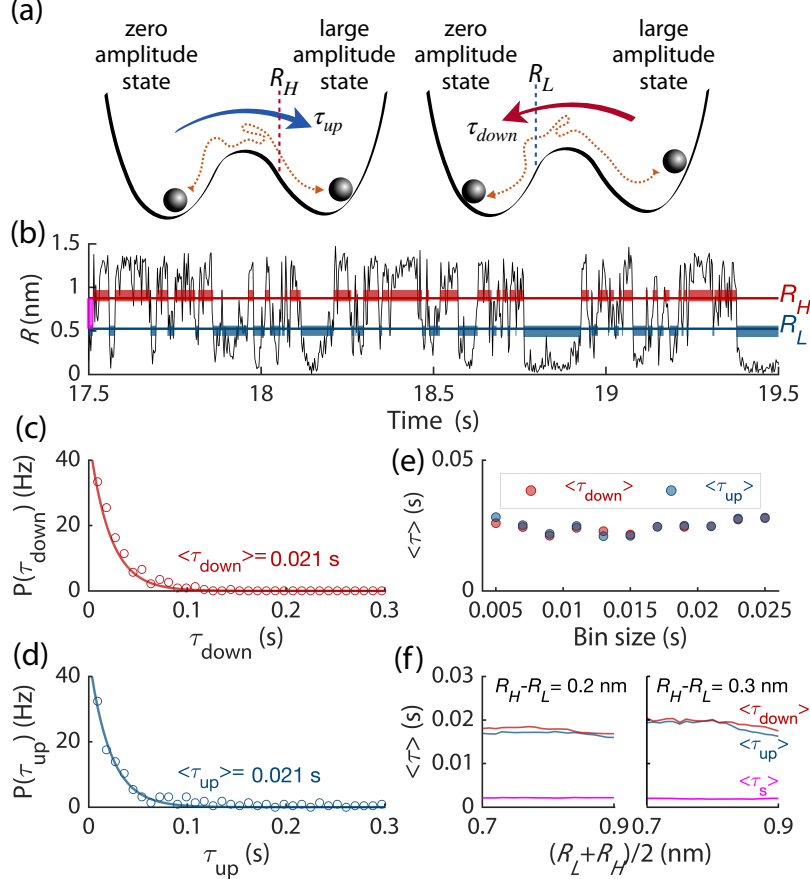 (a)
zero amplitude state
large amplitude state
R_H
τ_up
zero amplitude state
large amplitude state
R_L
τ_down
(b)
R (nm)
1.5
1
0.5
0
R_H
R_L
17.5 18 18.5 19 19.5
Time (s)
(c)
P(τ_down) (Hz)
40
20
0
<τ_down>= 0.021 s
0 0.1 0.2 0.3
τ_down (s)
(d)
P(τ_up) (Hz)
40
20
0
<τ_up>= 0.021 s
0 0.1 0.2 0.3
τ_up (s)
(e)
<τ> (s)
0.05
0
<τ_down> <τ_up>
0.005 0.01 0.015 0.02 0.025
Bin size (s)
(f)
<τ> (s)
0.03
0.02
0.01
0
R_H-R_L= 0.2 nm
R_H-R_L= 0.3 nm
<τ_down>
<τ_up>
<τ_s>
0.7 0.9 0.7 0.9
(R_L+R_H)/2 (nm)